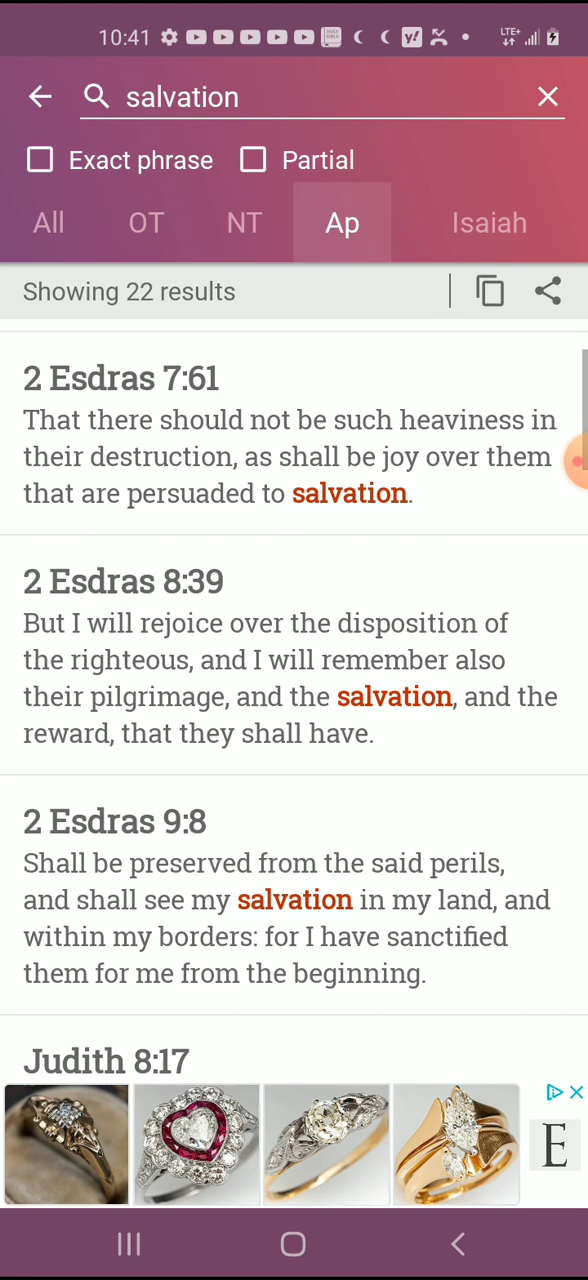 10:41 y! LTE+
salvation
Exact phrase Partial
All OT NT Ap Isaiah
Showing 22 results
2 Esdras 7:61
That there should not be such heaviness in
their destruction, as shall be joy over them
that are persuaded to salvation.
2 Esdras 8:39
But I will rejoice over the disposition of
the righteous, and I will remember also
their pilgrimage, and the salvation, and the
reward, that they shall have.
2 Esdras 9:8
Shall be preserved from the said perils,
and shall see my salvation in my land, and
within my borders: for I have sanctified
them for me from the beginning.
Judith 8:17
E